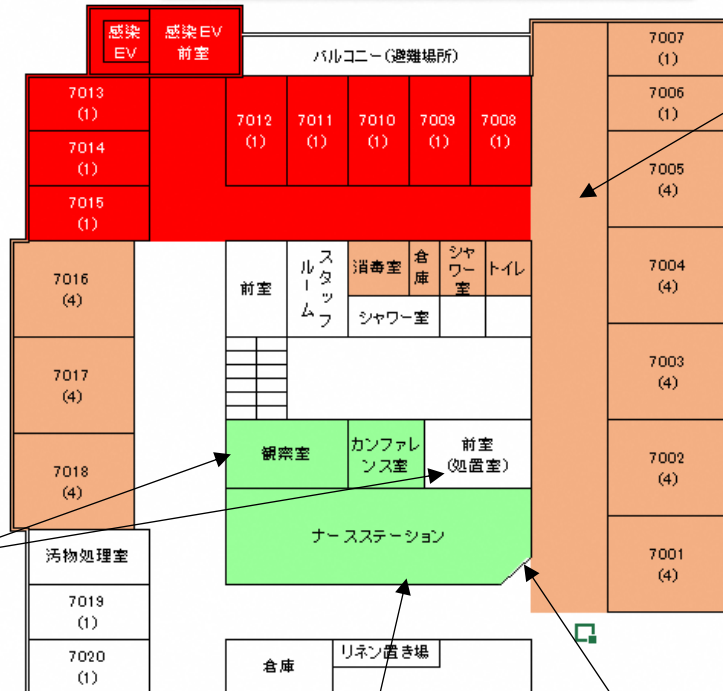 感染
EV
感染EV
前室
バルコニー(避難場所)
7007
(1)
7006
(1)
7005
(4)
7004
(4)
7003
(4)
7002
(4)
7001
(4)
7013
(1)
7014
(1)
7015
(1)
7012
(1)
7011
(1)
7010
(1)
7009
(1)
7008
(1)
7016
(4)
7017
(4)
7018
(4)
前室
スタッフ
ルーム
消毒室
倉庫
シャワー室
トイレ
シャワー室
観察室
カンファレ
ンス室
前室
(処置室)
ナースステーション
汚物処理室
7019
(1)
7020
(1)
倉庫
リネン置き場